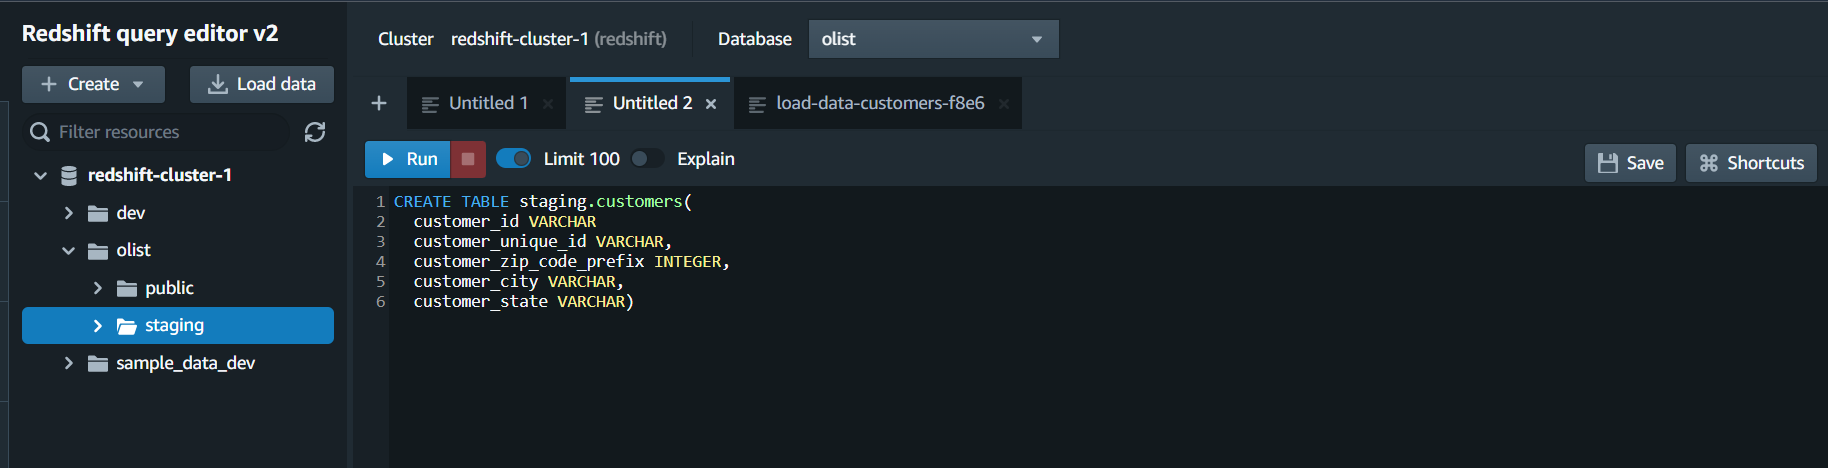 Redshift query editor v2
Create
Load data
Filter resources
redshift-cluster-1
dev
olist
public
staging
sample_data_dev
Cluster redshift-cluster-1 (redshift) Database olist
Untitled 1
Untitled 2
load-data-customers-f8e6
Run Limit 100 Explain
Save Shortcuts
1 CREATE TABLE staging.customers(
2 customer_id VARCHAR
3 customer_unique_id VARCHAR,
4 customer_zip_code_prefix INTEGER,
5 customer_city VARCHAR,
6 customer_state VARCHAR)